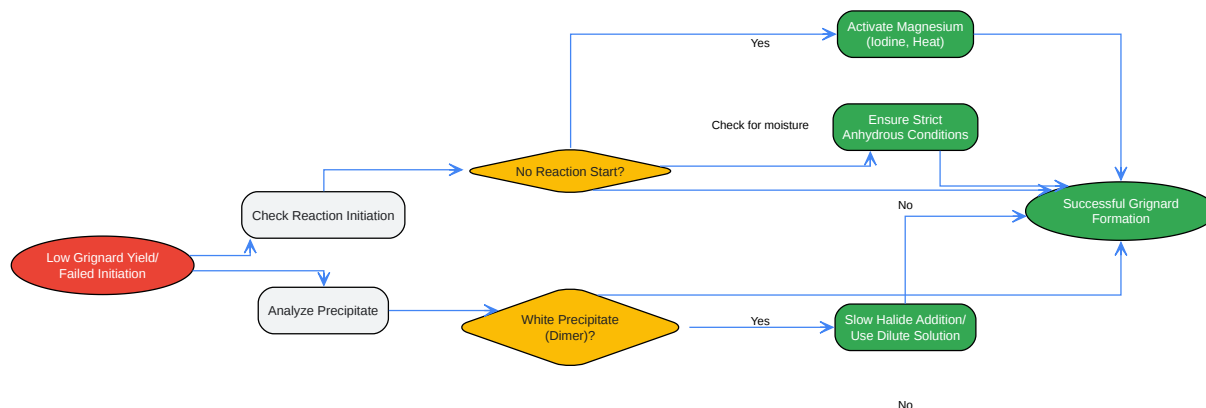 Activate Magnesium
(Iodine, Heat)
Yes
Ensure Strict
Anhydrous Conditions
Check for moisture
No Reaction Start?
Check Reaction Initiation
Successful Grignard
Formation
No
Low Grignard Yield/
Failed Initiation
Analyze Precipitate
White Precipitate
(Dimer)?
Yes
Slow Halide Addition/
Use Dilute Solution
No